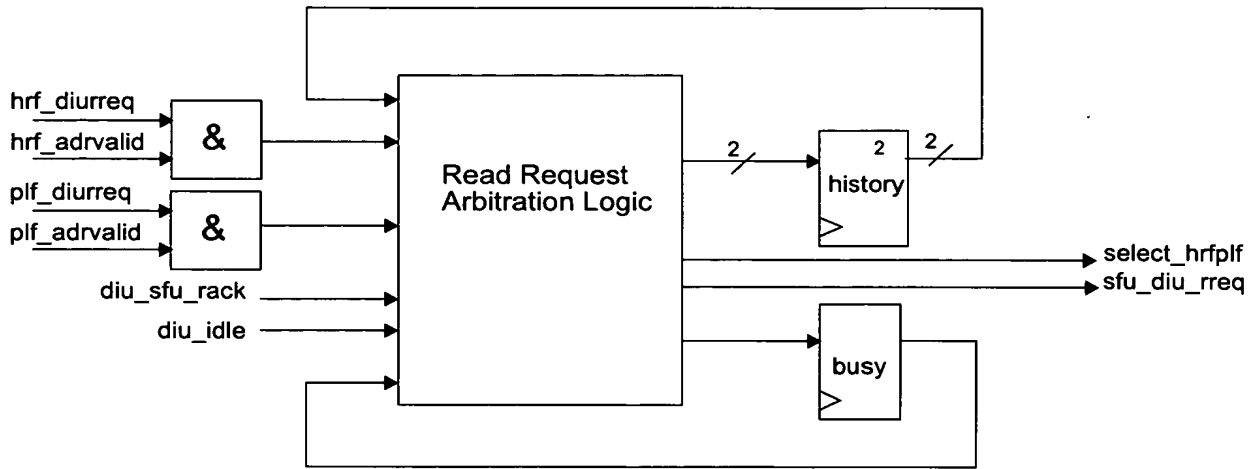 hrf_diurreq
hrf_adrvalid
&
plf_diurreq
plf_adrvalid
&
diu_sfu_rack
diu_idle
Read Request
Arbitration Logic
2
2
2
history
select_hrfplf
sfu_diu_rreq
busy